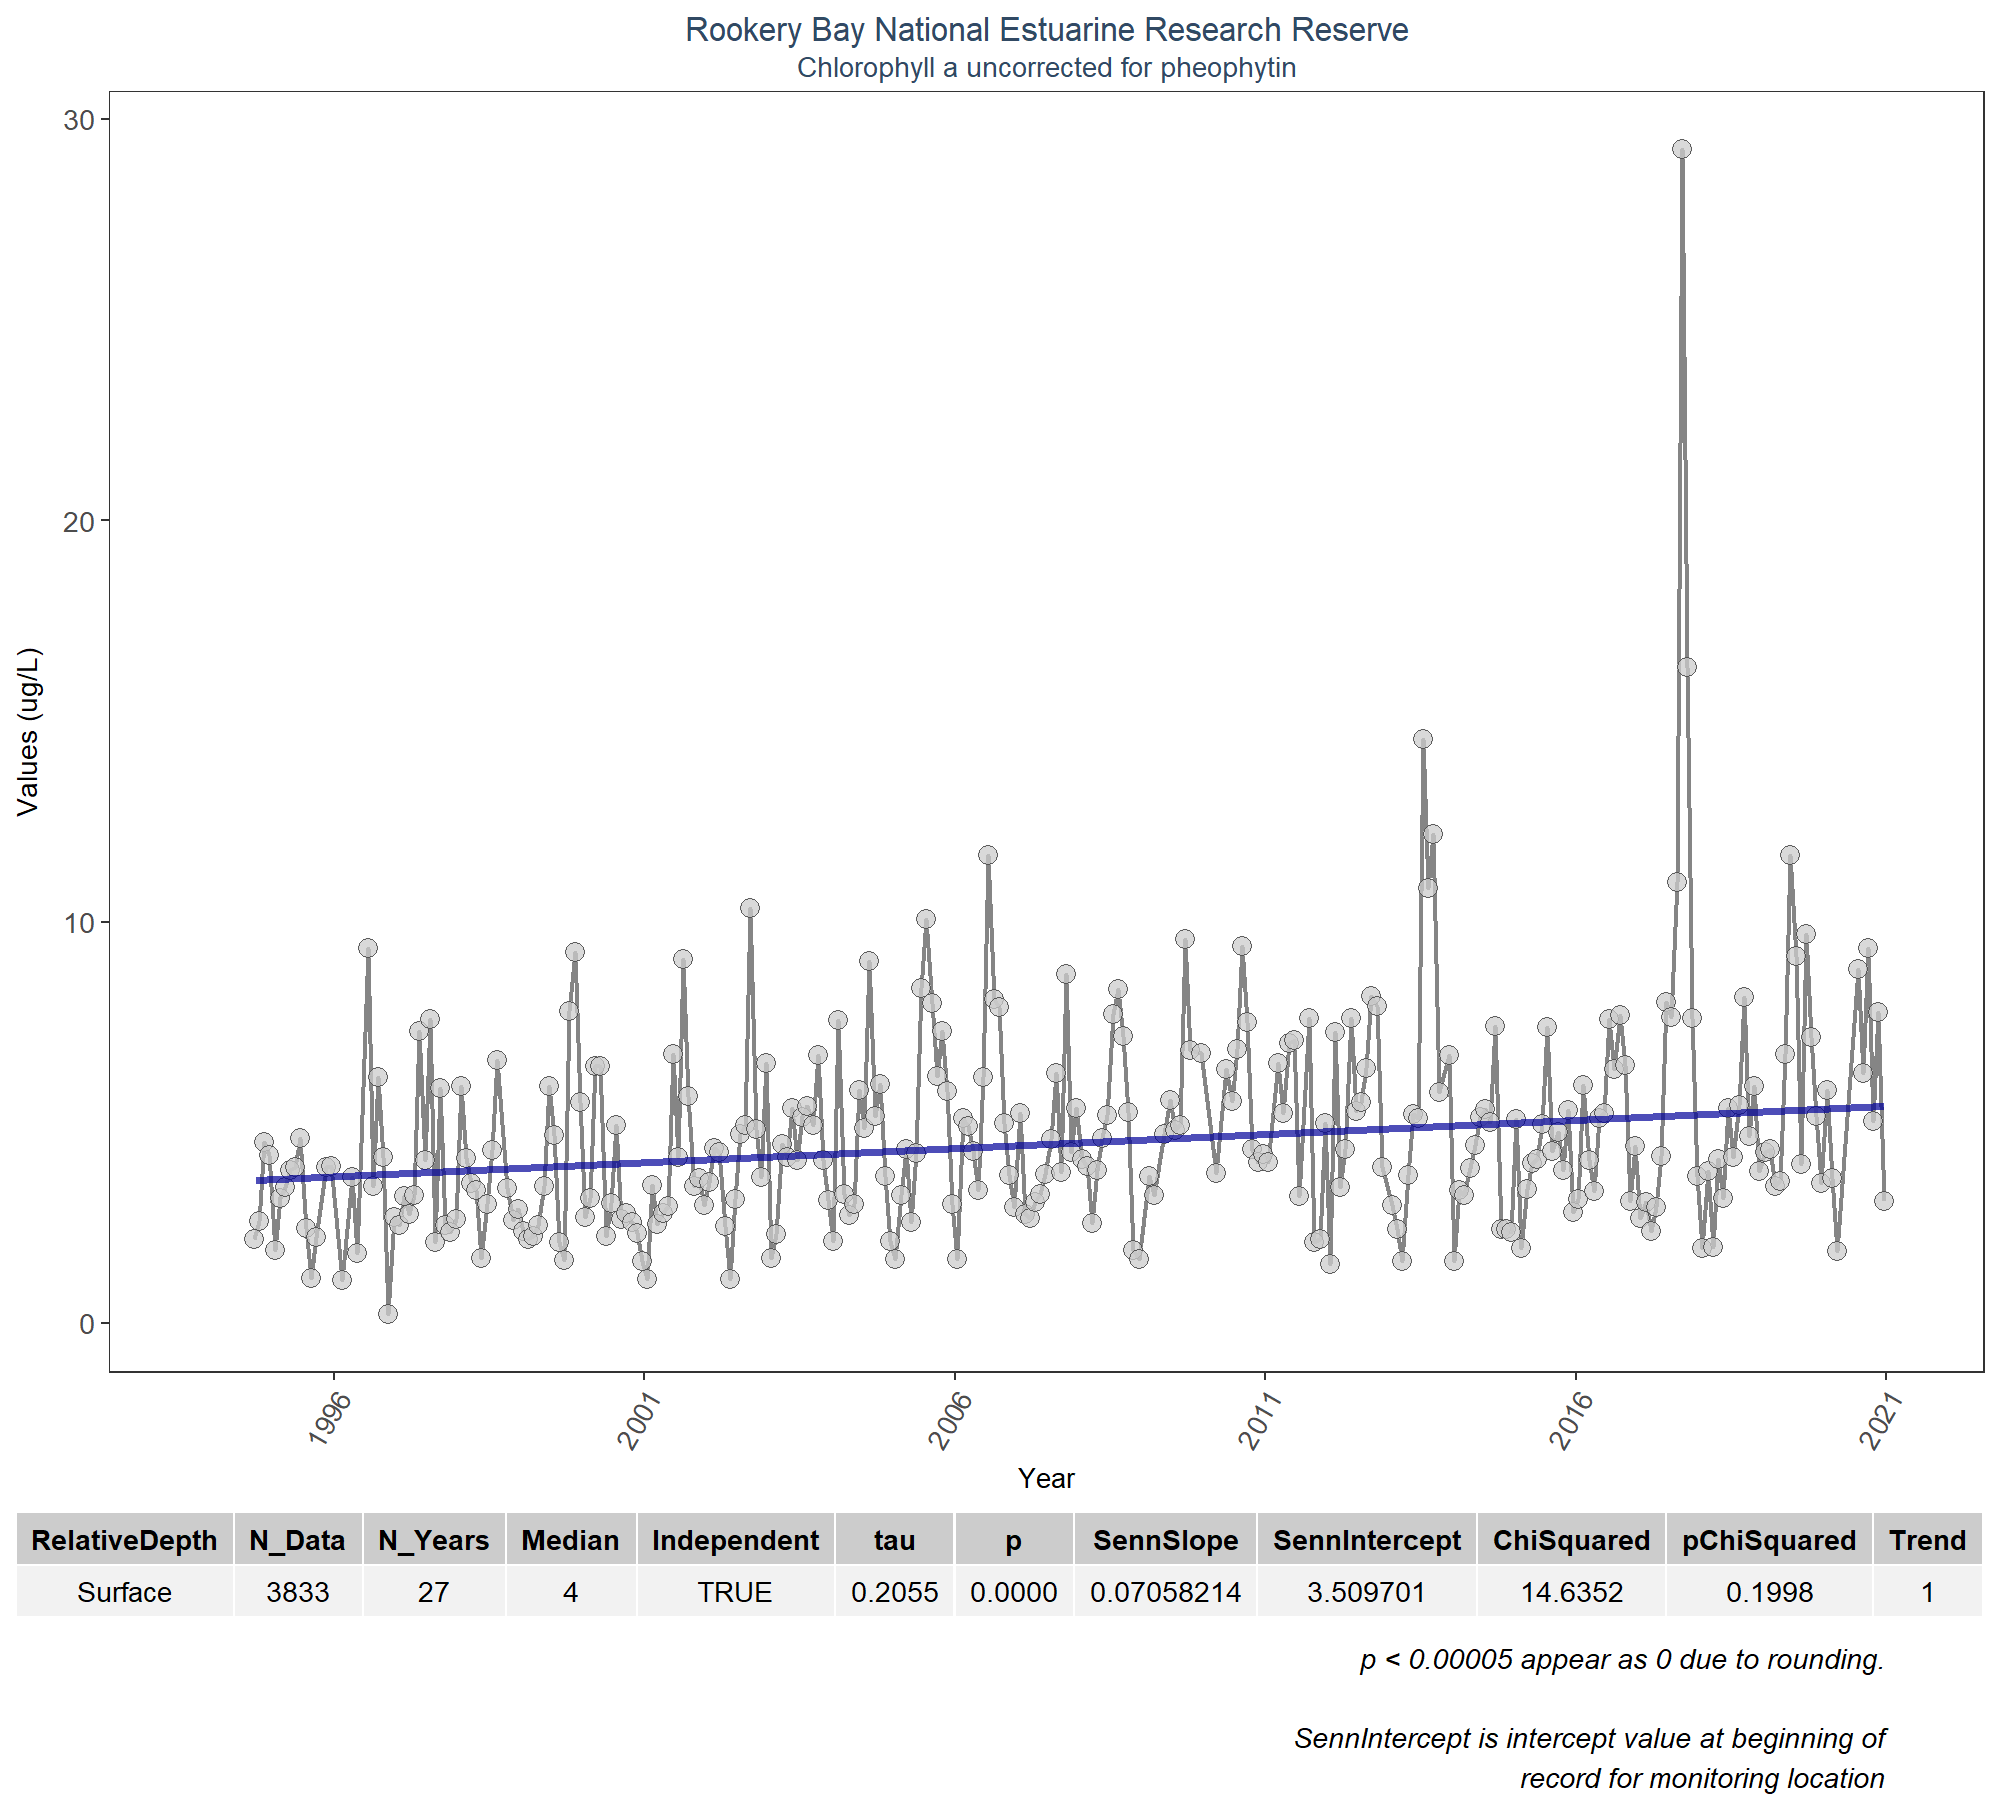 Rookery Bay National Estuarine Research Reserve
Chlorophyll a uncorrected for pheophytin
30
20
10
0
Values (ug/L)
1996 2001 2006 2011 2016 2021
Year
RelativeDepth N_Data N_Years Median Independent tau p SennSlope SennIntercept ChiSquared pChiSquared Trend
Surface 3833 27 4 TRUE 0.2055 0.0000 0.07058214 3.509701 14.6352 0.1998 1
p < 0.00005 appear as 0 due to rounding.
SennIntercept is intercept value at beginning of
record for monitoring location